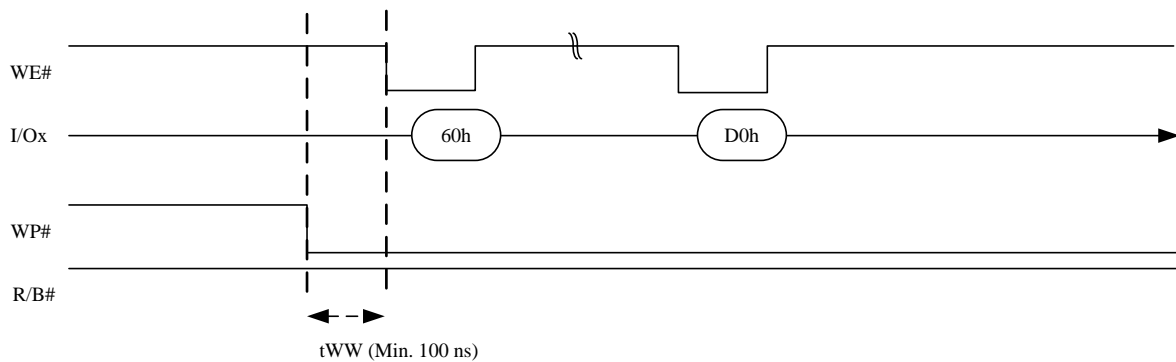 WE#
I/Ox
60h
D0h
WP#
R/B#
tWW (Min. 100 ns)